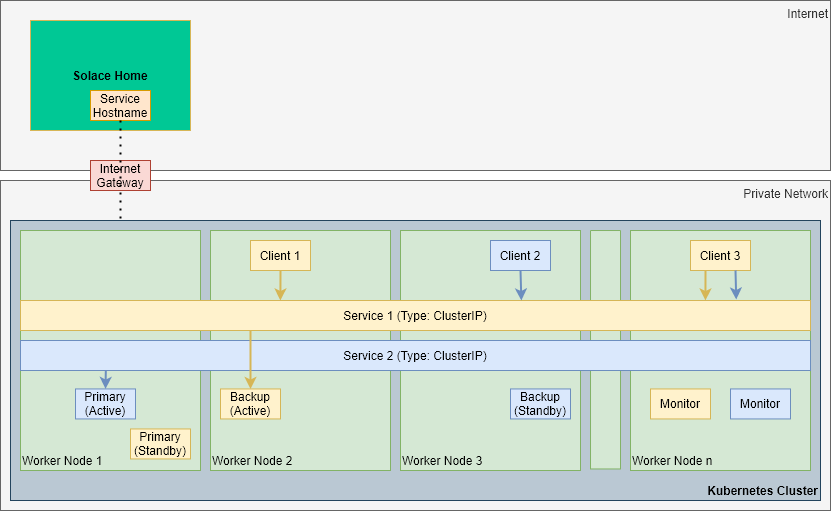 Internet
Solace Home
Service
Hostname
Internet
Gateway
Private Network
Client 1
Client 2
Client 3
Service 1 (Type: ClusterIP)
Service 2 (Type: ClusterIP)
Primary
(Active)
Backup
(Active)
Backup
(Standby)
Monitor
Monitor
Primary
(Standby)
Worker Node 1
Worker Node 2
Worker Node 3
Worker Node n
Kubernetes Cluster